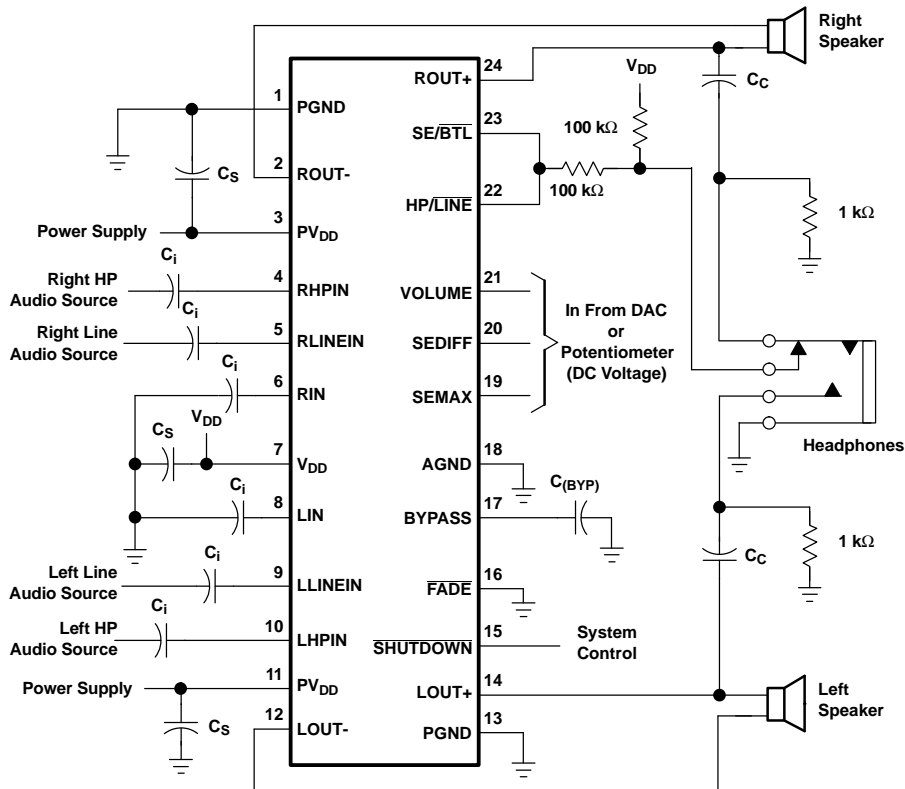 Right
Speaker
24
ROUT+
VDD
CC
1
PGND
23
SE/BTL
100 kΩ
2
ROUT-
CS
22
HP/LINE
100 kΩ
1 kΩ
Power Supply
3
PVDD
Ci
Right HP
Audio Source
4
RHPIN
21
VOLUME
Ci
Right Line
Audio Source
5
RLINEIN
20
SEDIFF
In From DAC
or
Potentiometer
(DC Voltage)
Ci
6
RIN
19
SEMAX
VDD
CS
7
VDD
18
AGND
Headphones
Ci
8
LIN
17
BYPASS
C(BYP)
1 kΩ
CC
Ci
Left Line
Audio Source
9
LLINEIN
16
FADE
Ci
Left HP
Audio Source
10
LHPIN
15
SHUTDOWN
System
Control
Power Supply
11
PVDD
14
LOUT+
Left
Speaker
CS
12
LOUT-
13
PGND